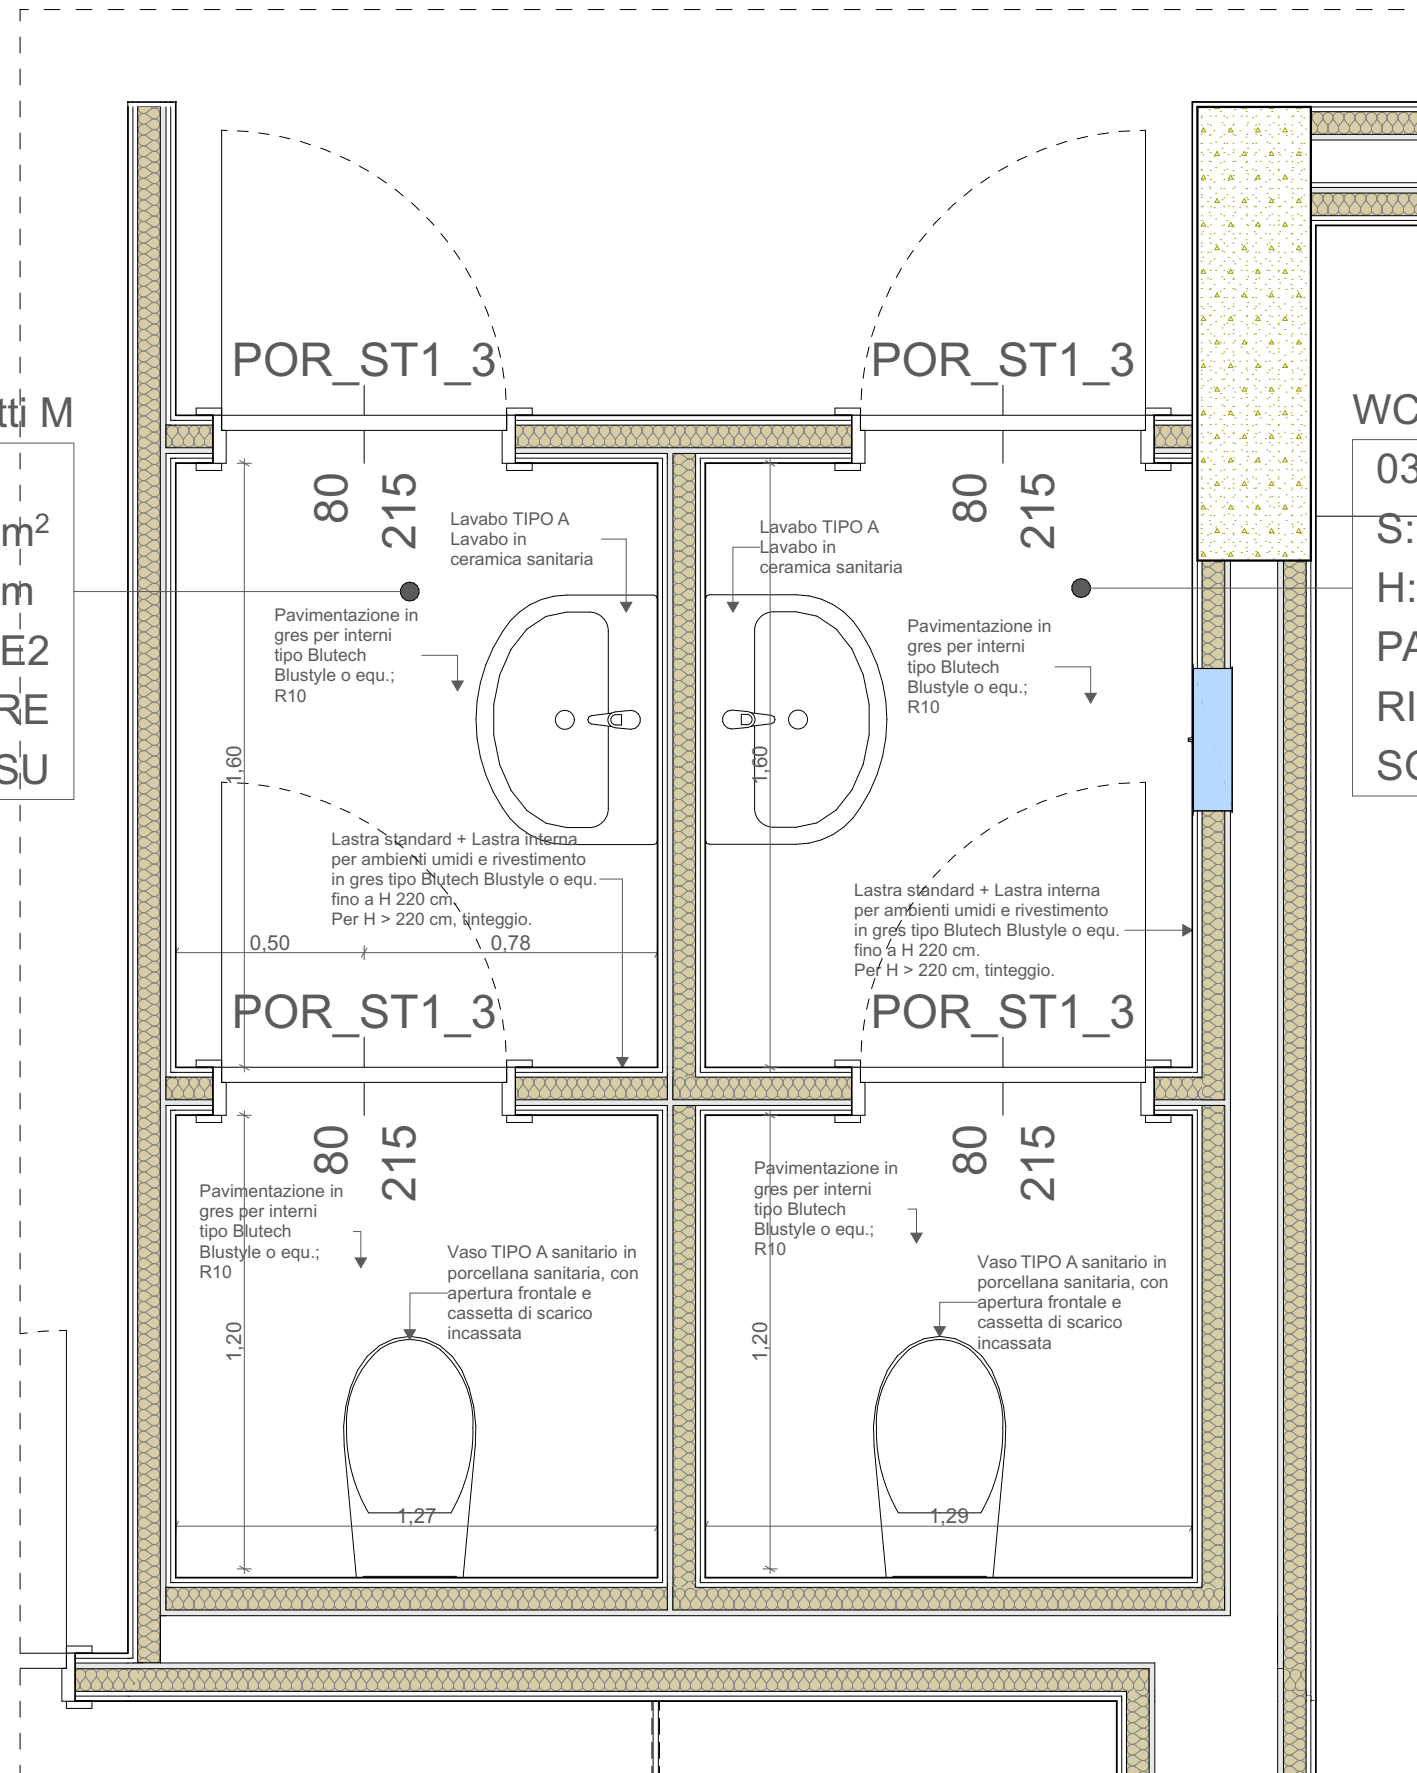 POR_ST1_3
POR_ST1_3
tti M
m²
m
E2
RE
SU
WC
03
S:
H:
PA
RI
80
215
80
215
Lavabo TIPO A
Lavabo in
ceramica sanitaria
Lavabo TIPO A
Lavabo in
ceramica sanitaria
Pavimentazione in
gres per interni
tipo Blutech
Blustyle o equ.;
R10
Pavimentazione in
gres per interni
tipo Blutech
Blustyle o equ.;
R10
1,60
1,60
Lastra standard + Lastra interna
per ambienti umidi e rivestimento
in gres tipo Blutech Blustyle o equ.
fino a H 220 cm.
Per H > 220 cm, tinteggio.
Lastra standard + Lastra interna
per ambienti umidi e rivestimento
in gres tipo Blutech Blustyle o equ.
fino a H 220 cm.
Per H > 220 cm, tinteggio.
0,50
0,78
POR_ST1_3
POR_ST1_3
80
215
80
215
Pavimentazione in
gres per interni
tipo Blutech
Blustyle o equ.;
R10
Pavimentazione in
gres per interni
tipo Blutech
Blustyle o equ.;
R10
Vaso TIPO A sanitario in
porcellana sanitaria, con
apertura frontale e
cassetta di scarico
incassata
Vaso TIPO A sanitario in
porcellana sanitaria, con
apertura frontale e
cassetta di scarico
incassata
1,20
1,20
1,27
1,29